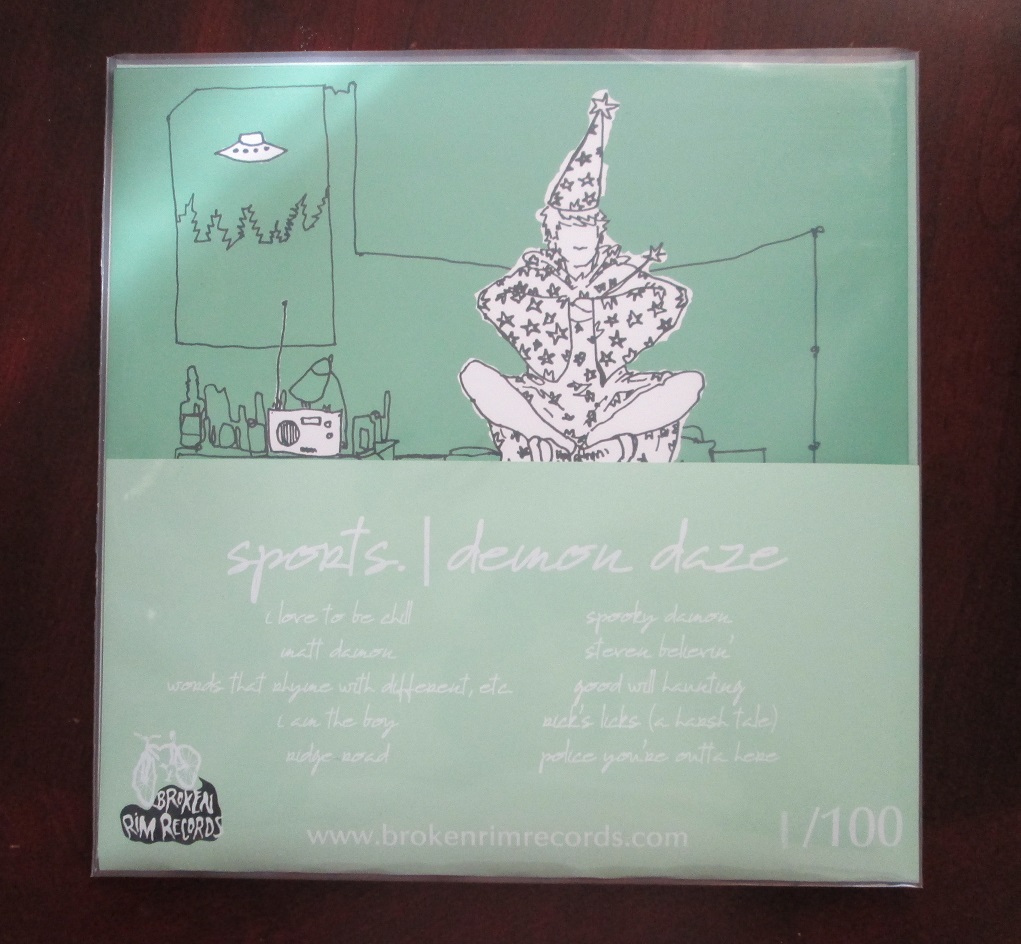 sports. | demon daze
i love to be chill
matt damon
words that rhyme with different, etc.
i am the boy
ridge road
spooky damon
steven believin'
good will haunting
rick's licks (a harsh tale)
police you're outta here
BROKEN
RIM RECORDS
www.brokenrimrecords.com
1/100